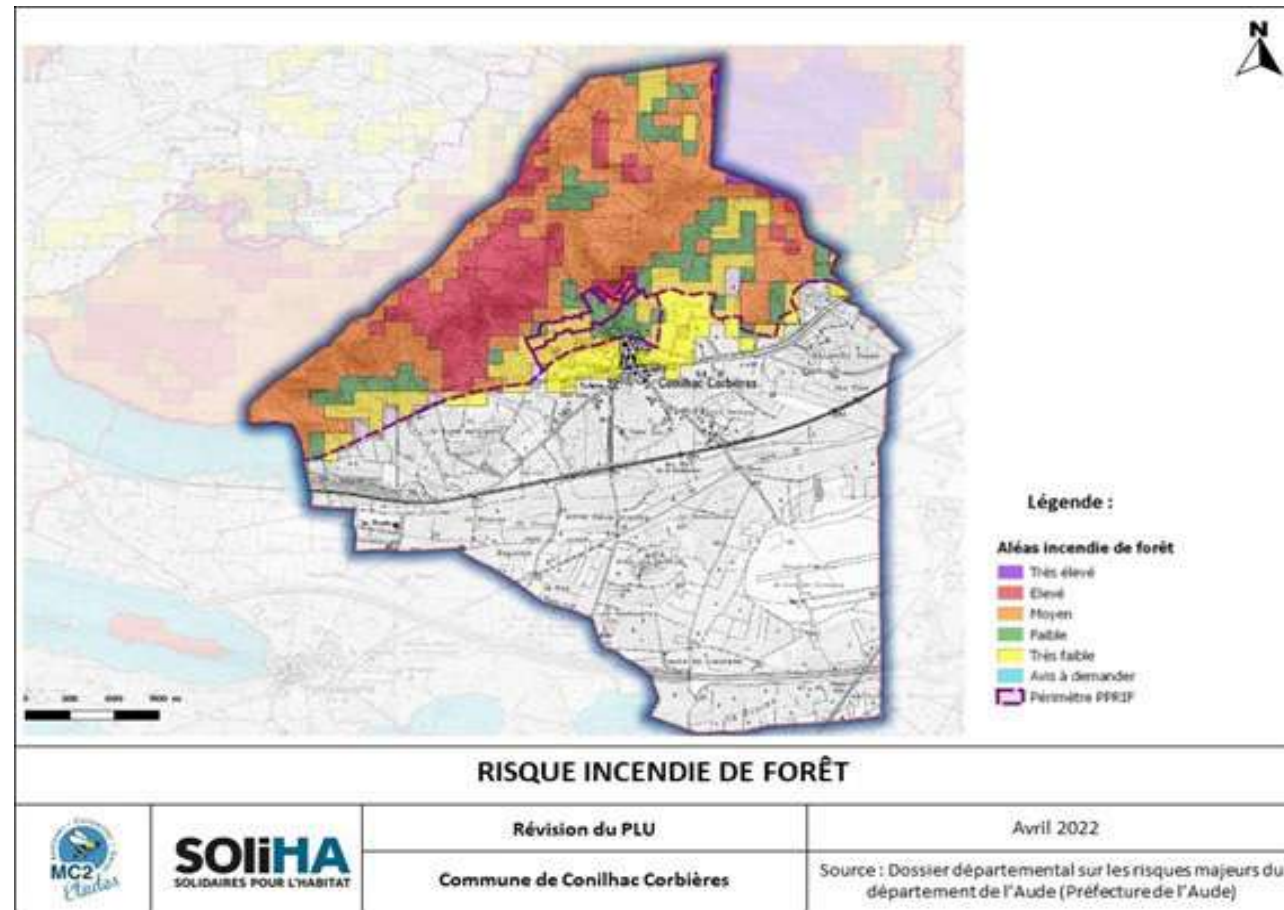 N
Conilhac Corbières
Légende :
Aléas incendie de forêt
Très élevé
Elevé
Moyen
Faible
Très faible
Avis à demander
Périmètre PPRIF
RISQUE INCENDIE DE FORÊT
MC2
Etudes
SOliHA
SOLIDAIRES POUR L'HABITAT
Révision du PLU
Avril 2022
Commune de Conilhac Corbières
Source : Dossier départemental sur les risques majeurs du
département de l'Aude (Préfecture de l'Aude)